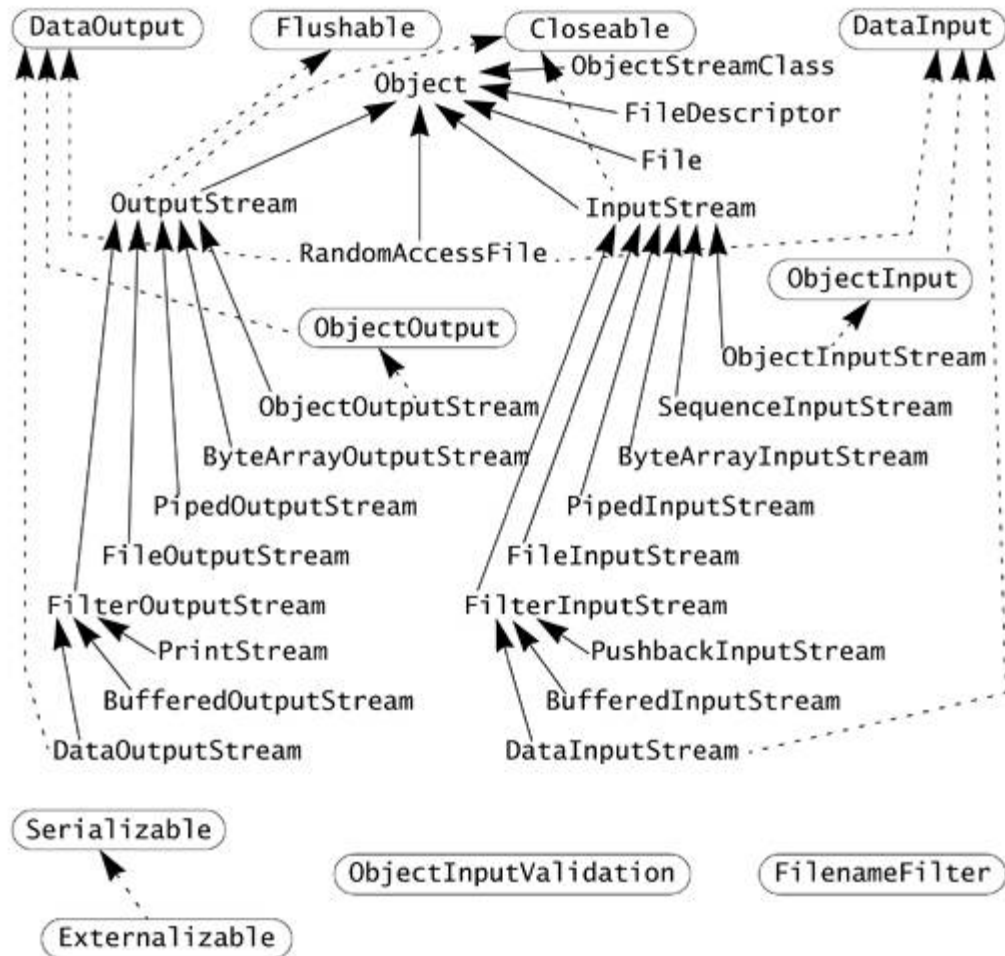 DataOutput
Flushable
Closeable
DataInput
ObjectStreamClass
Object
FileDescriptor
File
OutputStream
InputStream
RandomAccessFile
ObjectInput
ObjectOutput
ObjectInputStream
ObjectOutputStream
SequenceInputStream
ByteArrayOutputStream
ByteArrayInputStream
PipedOutputStream
PipedInputStream
FileOutputStream
FileInputStream
FilterOutputStream
FilterInputStream
PrintStream
PushbackInputStream
BufferedOutputStream
BufferedInputStream
DataOutputStream
DataInputStream
Serializable
ObjectInputValidation
FilenameFilter
Externalizable